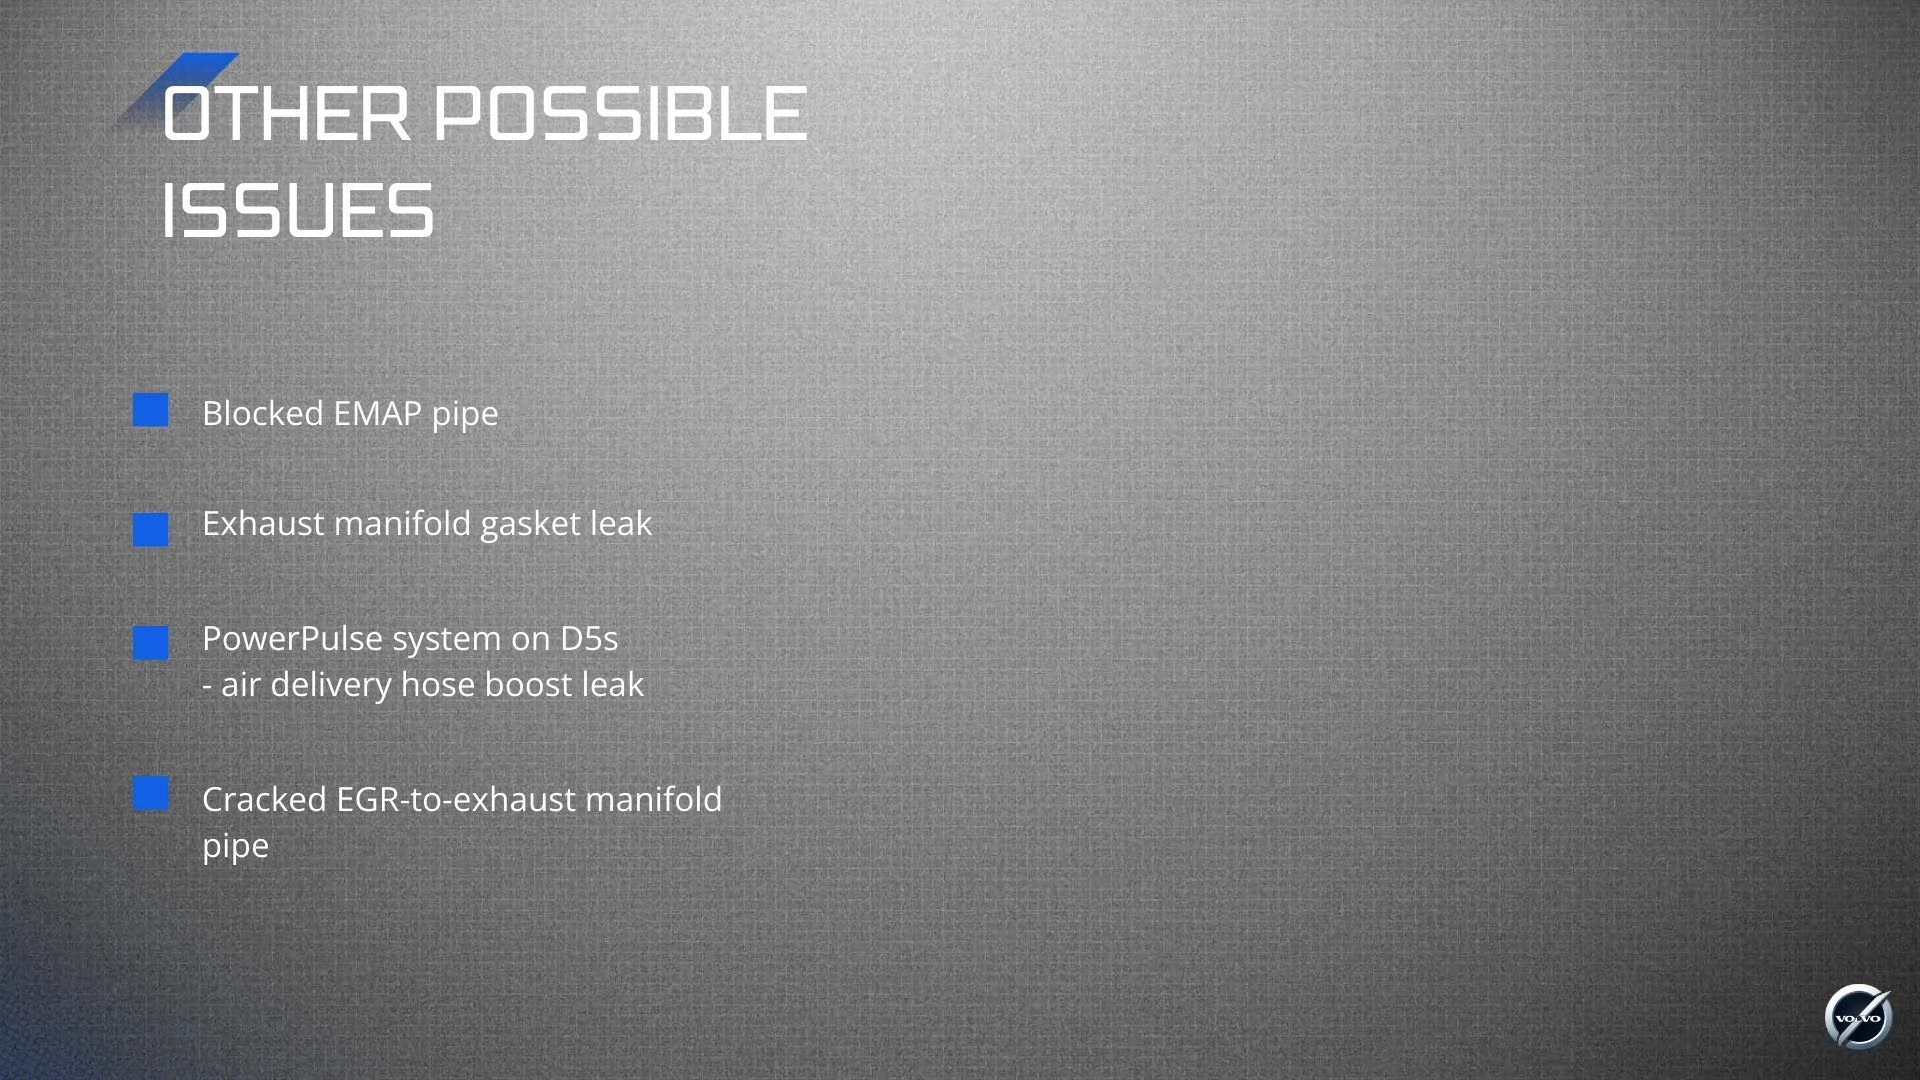 OTHER POSSIBLE
ISSUES
Blocked EMAP pipe
Exhaust manifold gasket leak
PowerPulse system on D5s
- air delivery hose boost leak
Cracked EGR-to-exhaust manifold
pipe
VOLVO